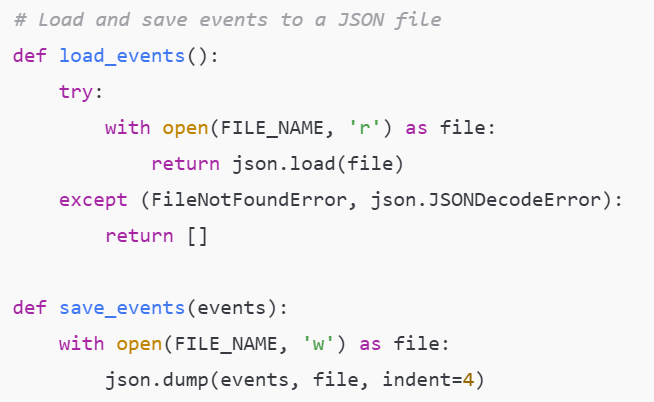 # Load and save events to a JSON file
def load_events():
    try:
        with open(FILE_NAME, 'r') as file:
            return json.load(file)
    except (FileNotFoundError, json.JSONDecodeError):
        return []

def save_events(events):
    with open(FILE_NAME, 'w') as file:
        json.dump(events, file, indent=4)